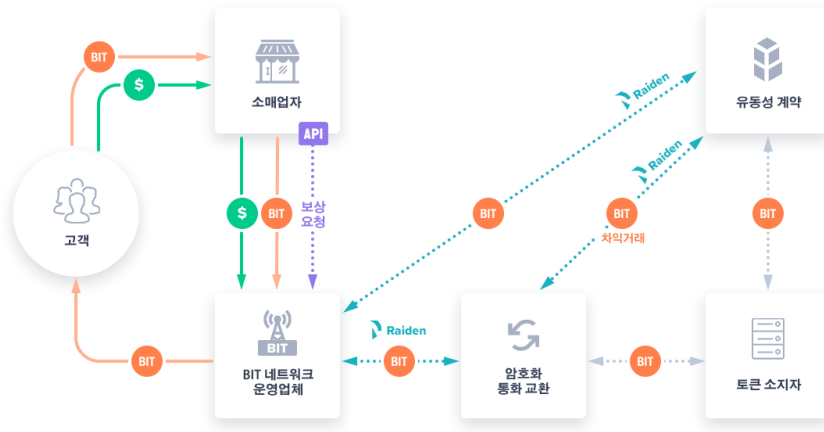 BIT
$
소매업자
API
Raiden
유동성 계약
Raiden
고객
$
BIT
보상
요청
BIT
BIT
차익거래
BIT
BIT
BIT 네트워크
운영업체
BIT
Raiden
BIT
암호화
통화 교환
BIT
토큰 소지자